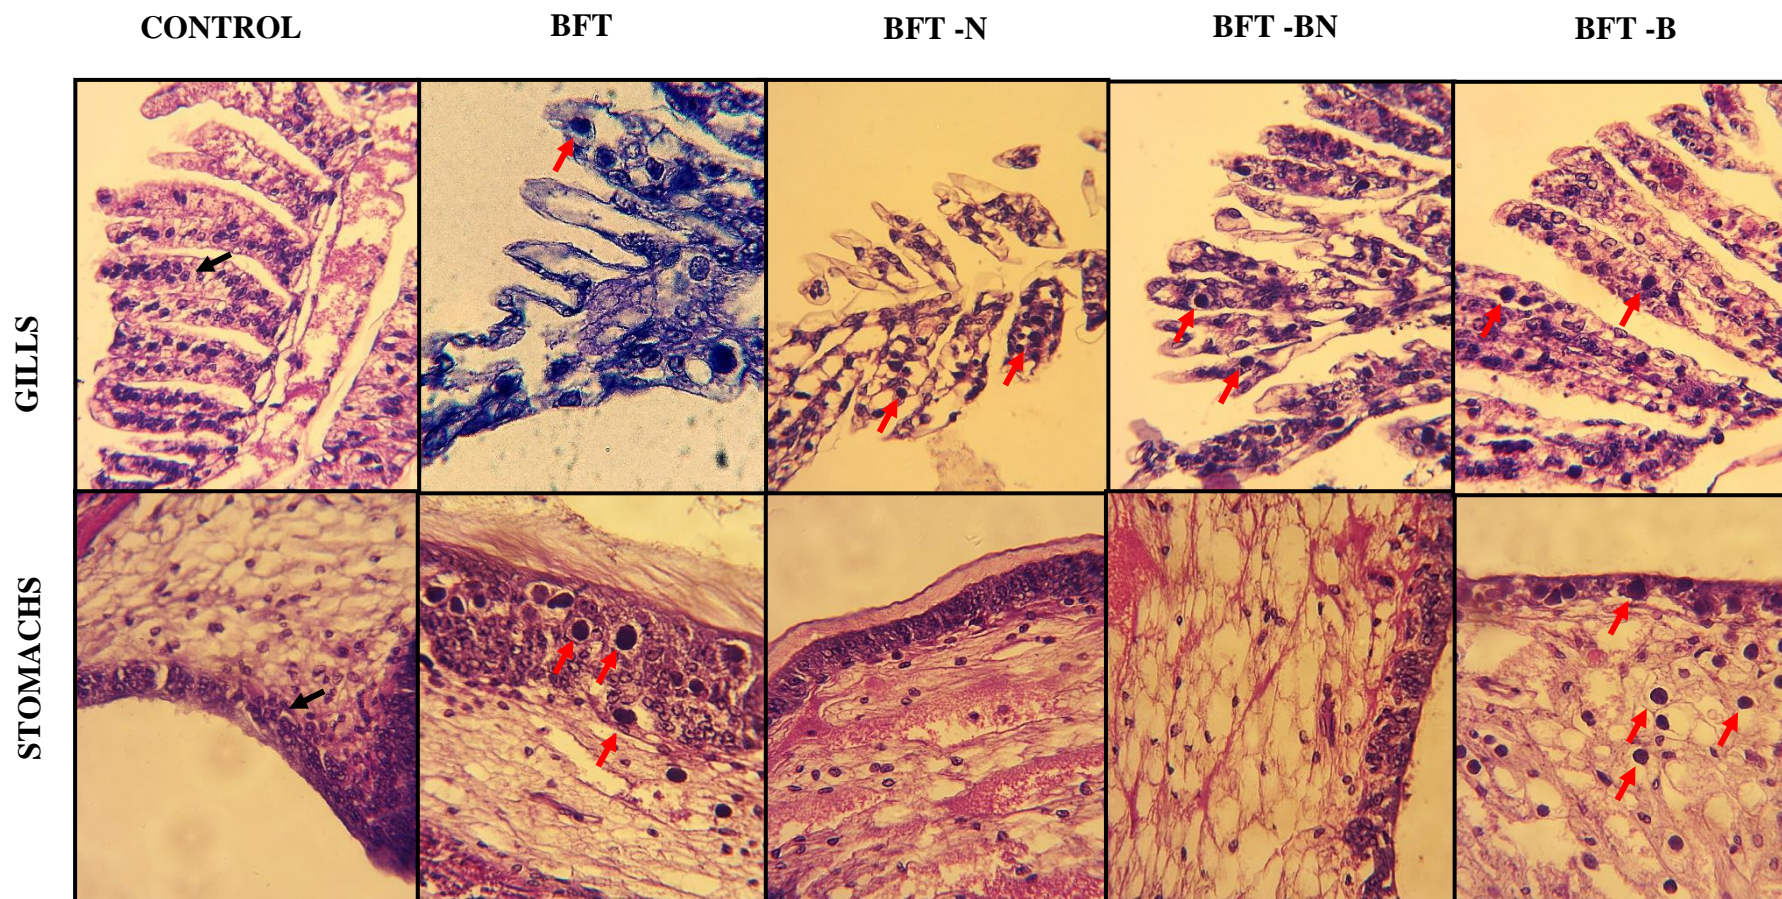 CONTROL
BFT
BFT -N
BFT -BN
BFT -B
GILLS
STOMACHS